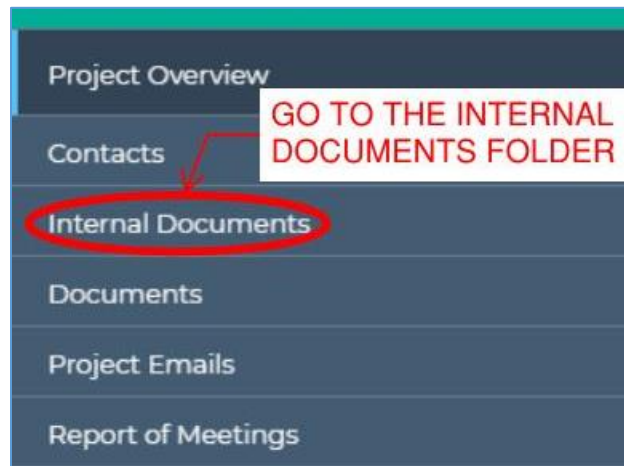 Project Overview
GO TO THE INTERNAL
DOCUMENTS FOLDER
Contacts
Internal Documents
Documents
Project Emails
Report of Meetings